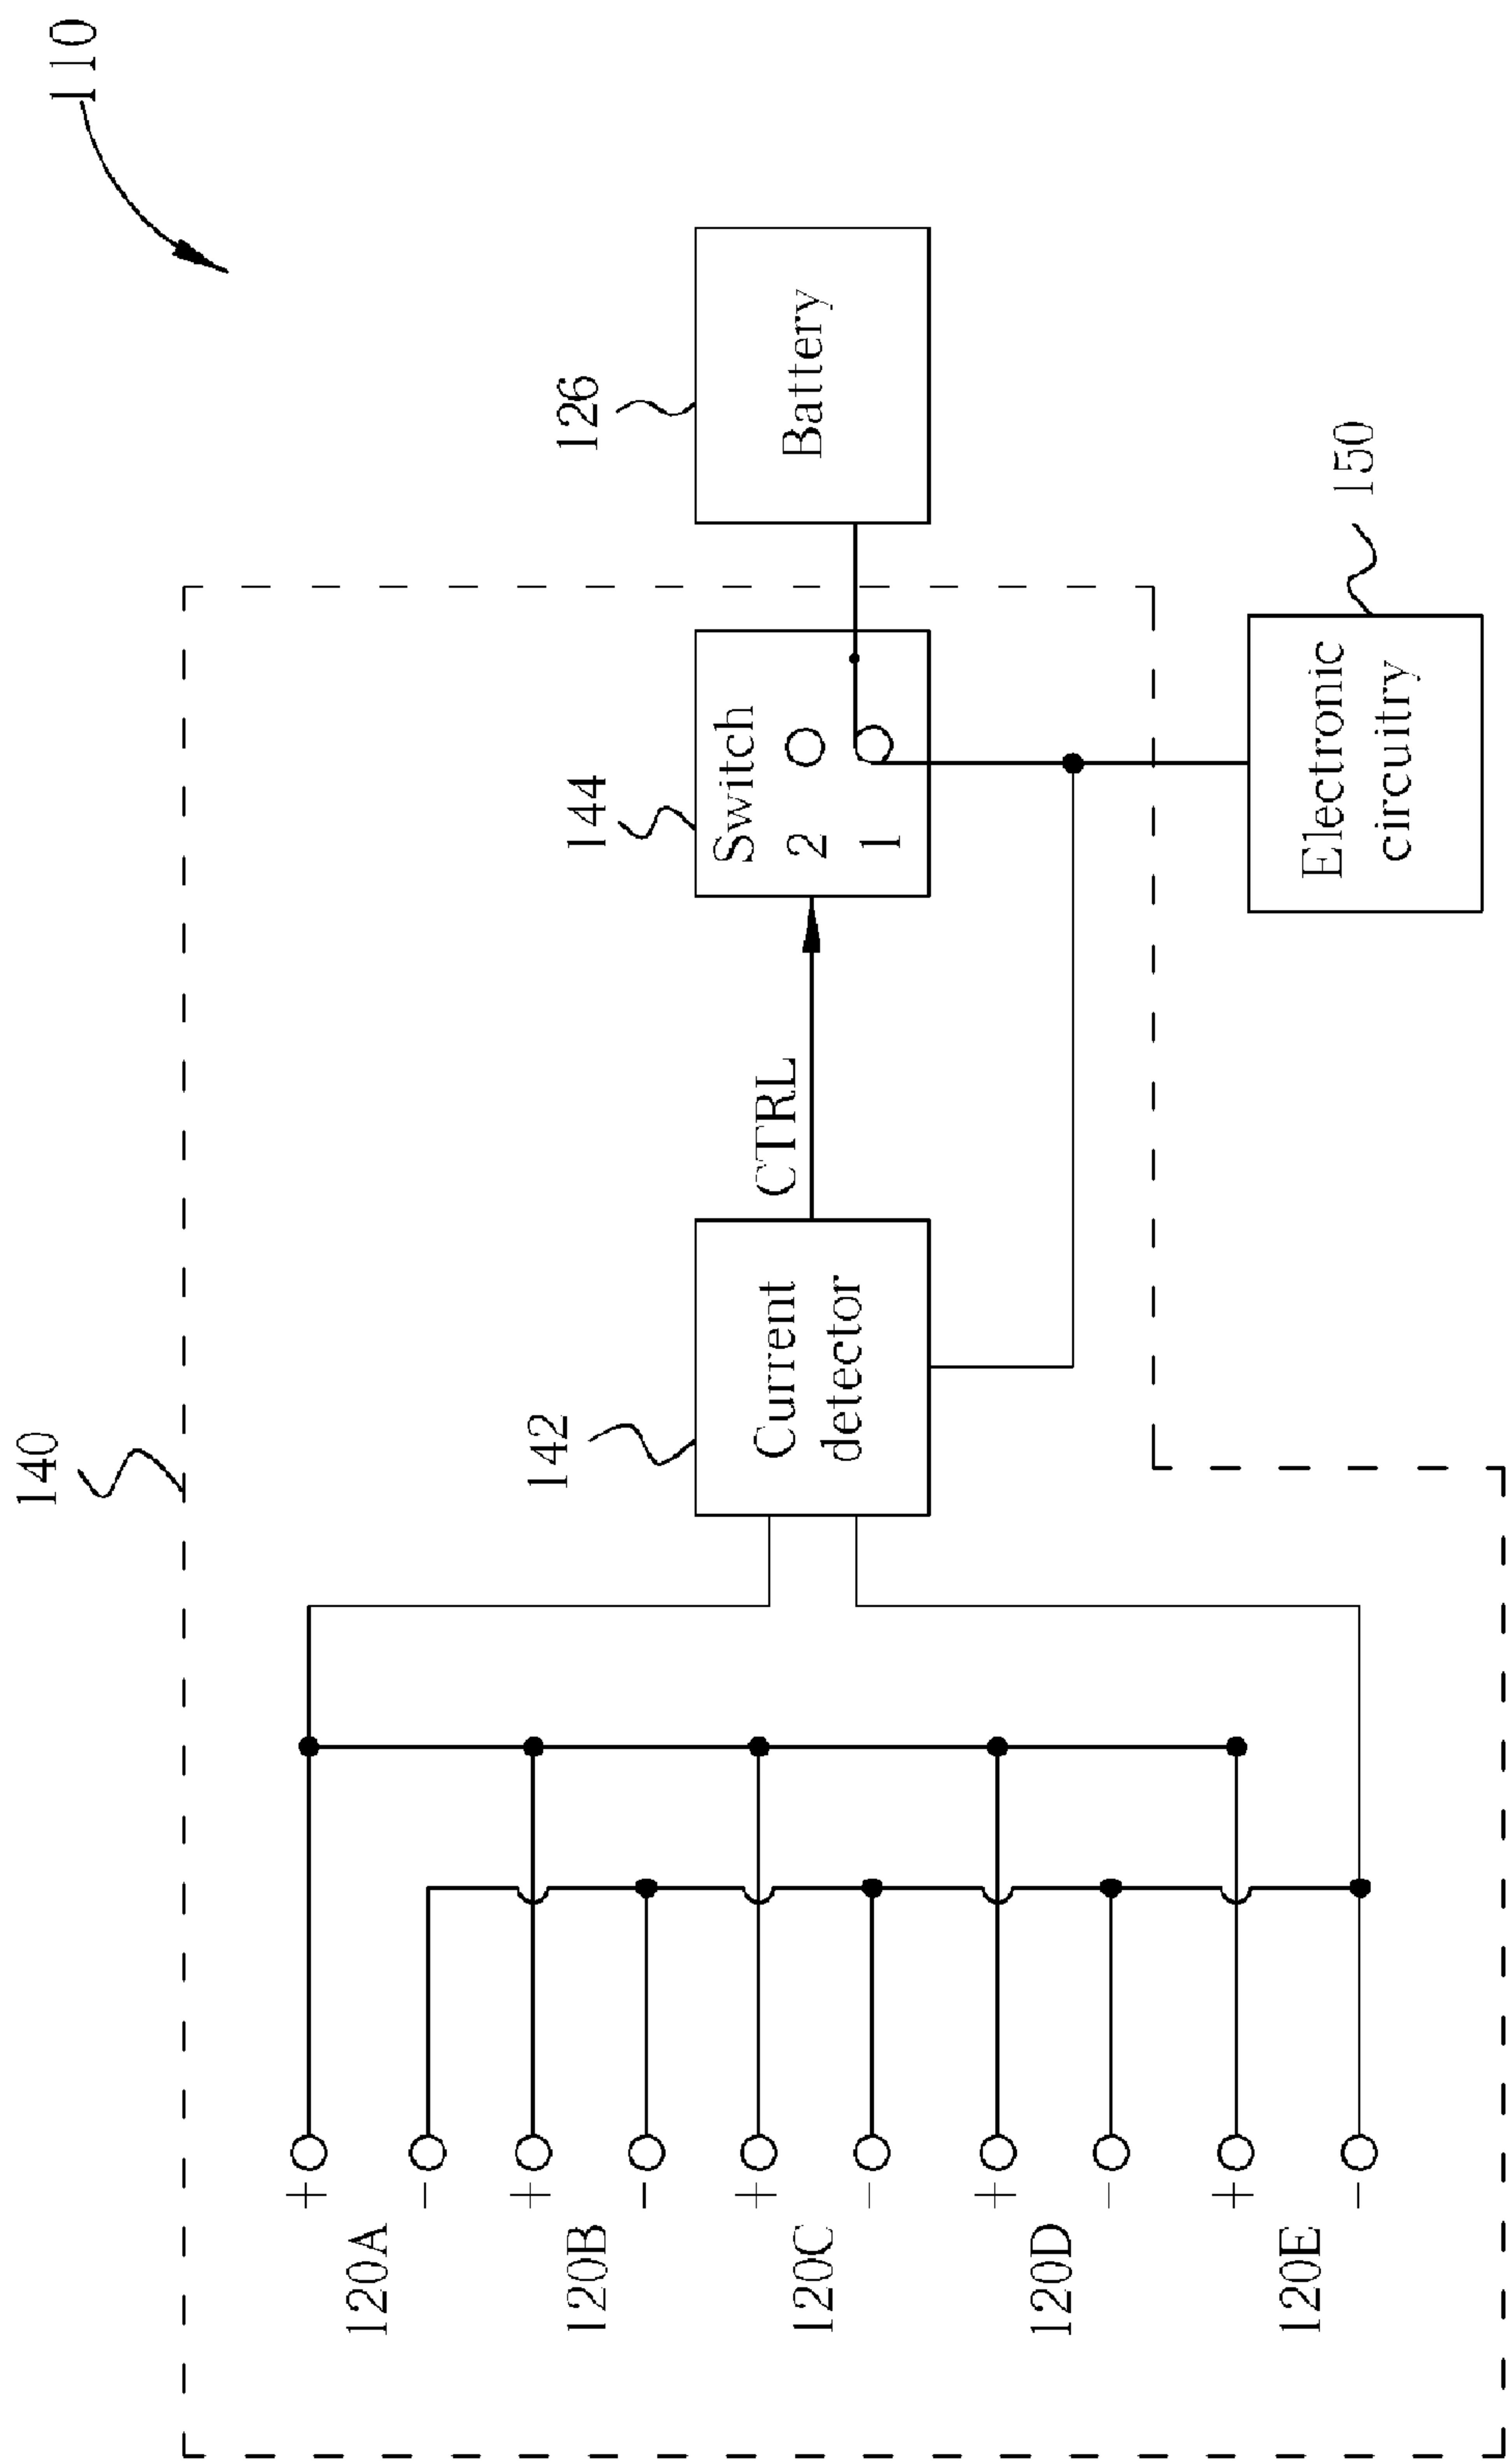 110
140
142
Current
detector
CTRL
144
Switch
2
1
126
Battery
150
Electronic
circuitry
+
120A
-
+
120B
-
+
120C
-
+
120D
-
+
120E
-